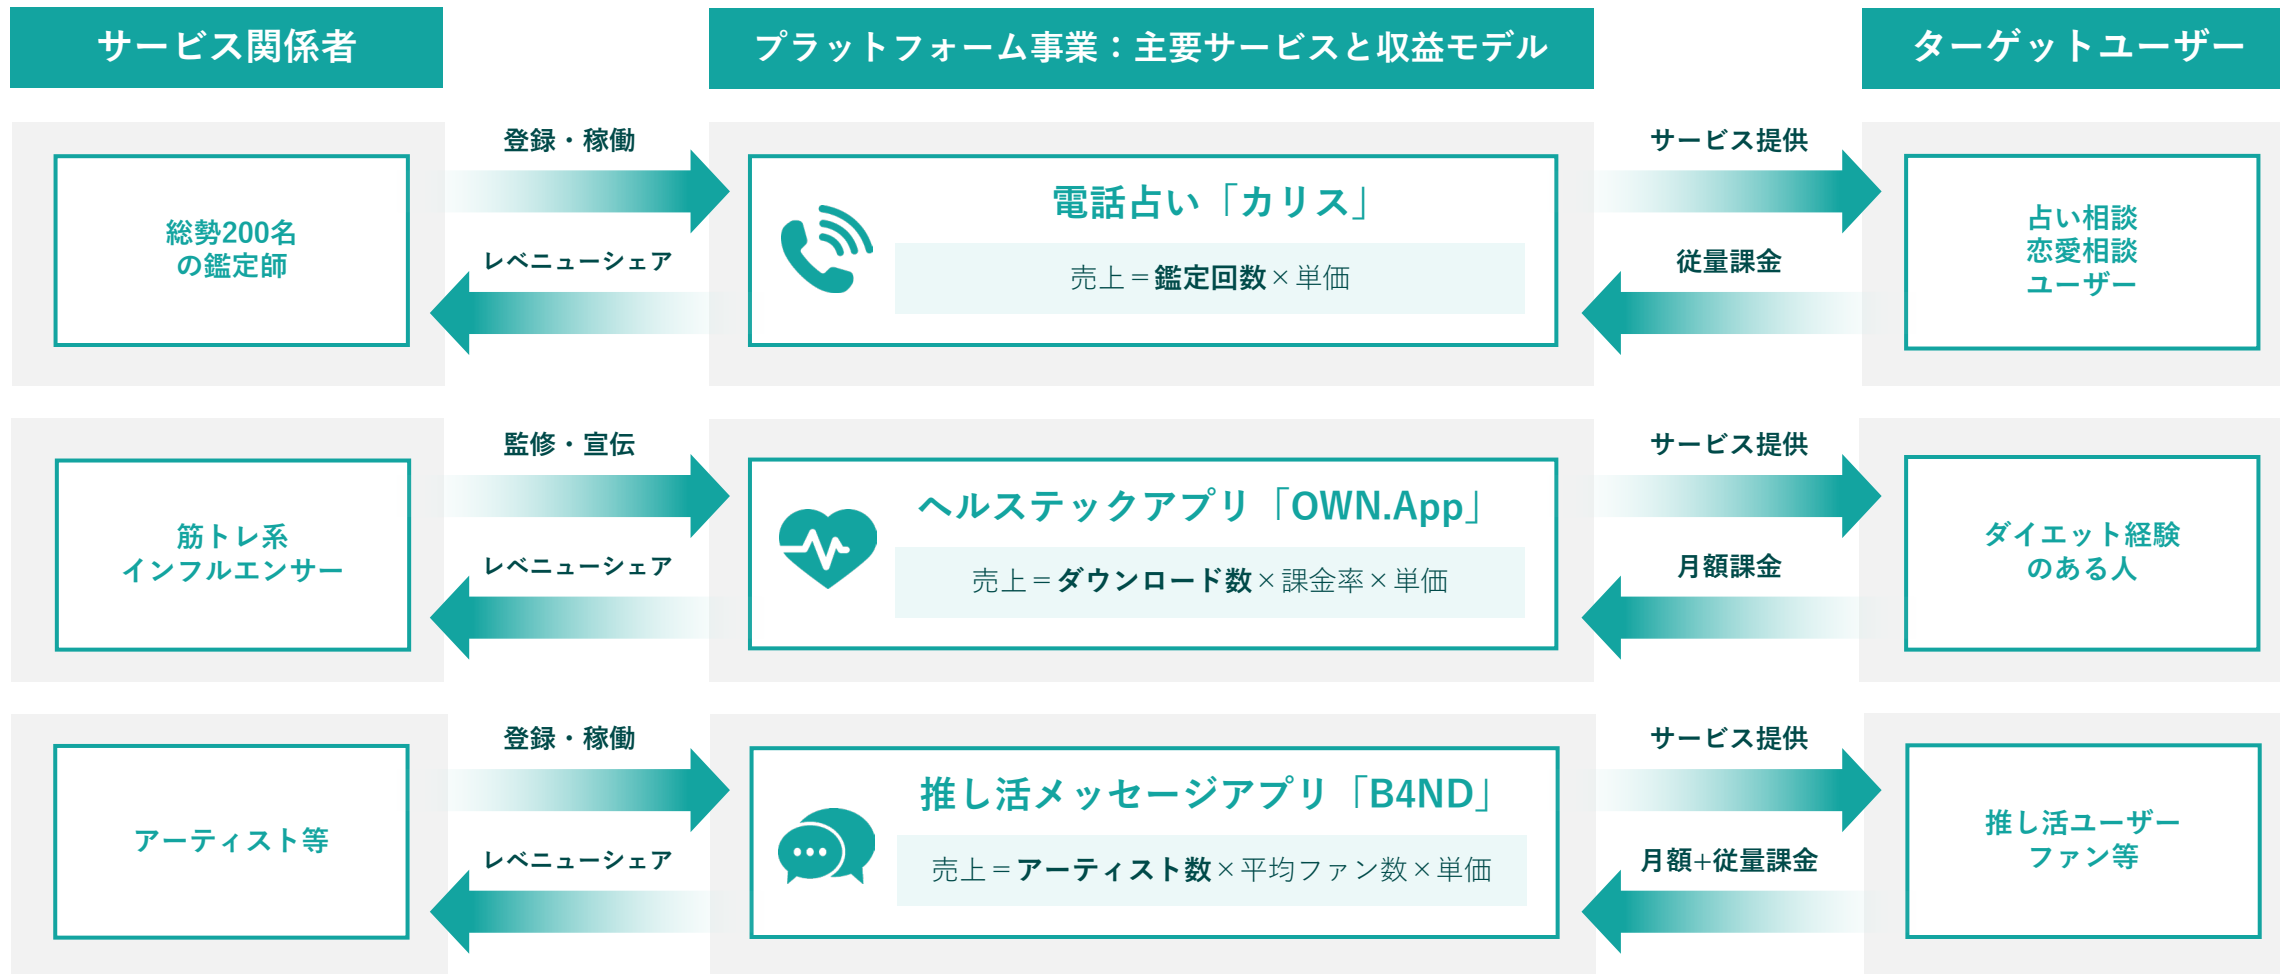 サービス関係者
プラットフォーム事業：主要サービスと収益モデル
ターゲットユーザー
総勢200名
の鑑定師
登録・稼働
レベニューシェア
電話占い「カリス」
売上＝鑑定回数×単価
サービス提供
従量課金
占い相談
恋愛相談
ユーザー
筋トレ系
インフルエンサー
監修・宣伝
レベニューシェア
ヘルステックアプリ「OWN.App」
売上＝ダウンロード数×課金率×単価
サービス提供
月額課金
ダイエット経験
のある人
アーティスト等
登録・稼働
レベニューシェア
推し活メッセージアプリ「B4ND」
売上＝アーティスト数×平均ファン数×単価
サービス提供
月額+従量課金
推し活ユーザー
ファン等